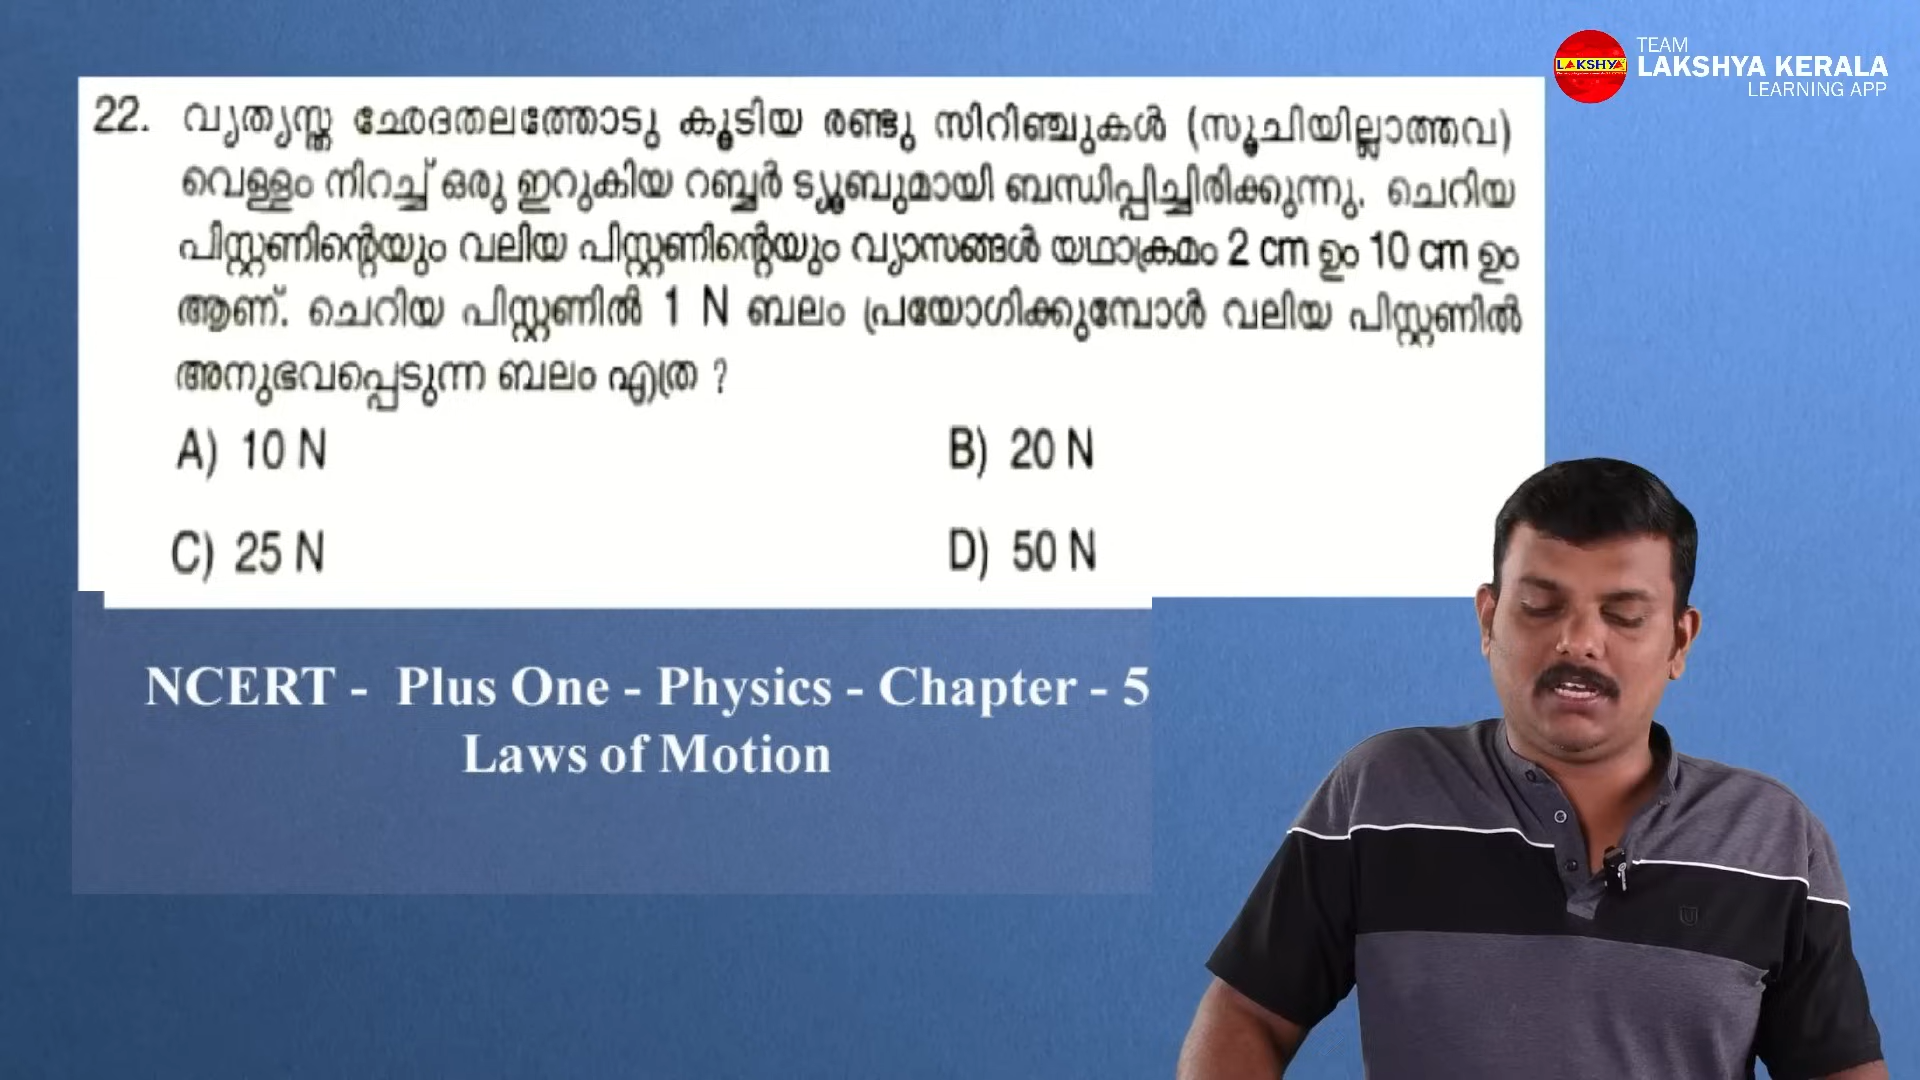 TEAM
LAKSHYA
LAKSHYA KERALA
LEARNING APP
22. വ്യത്യസ്ത ഛേദതലത്തോടു കൂടിയ രണ്ടു സിറിഞ്ചുകൾ (സൂചിയില്ലാത്തവ)
വെള്ളം നിറച്ച് ഒരു ഇറുകിയ റബ്ബർ ട്യൂബുമായി ബന്ധിപ്പിച്ചിരിക്കുന്നു. ചെറിയ
പിസ്റ്റണിന്റെയും വലിയ പിസ്റ്റണിന്റെയും വ്യാസങ്ങൾ യഥാക്രമം 2 cm ഉം 10 cm ഉം
ആണ്. ചെറിയ പിസ്റ്റണിൽ 1 N ബലം പ്രയോഗിക്കുമ്പോൾ വലിയ പിസ്റ്റണിൽ
അനുഭവപ്പെടുന്ന ബലം എത്ര ?
A) 10 N B) 20 N
C) 25 N D) 50 N
NCERT - Plus One - Physics - Chapter - 5
Laws of Motion